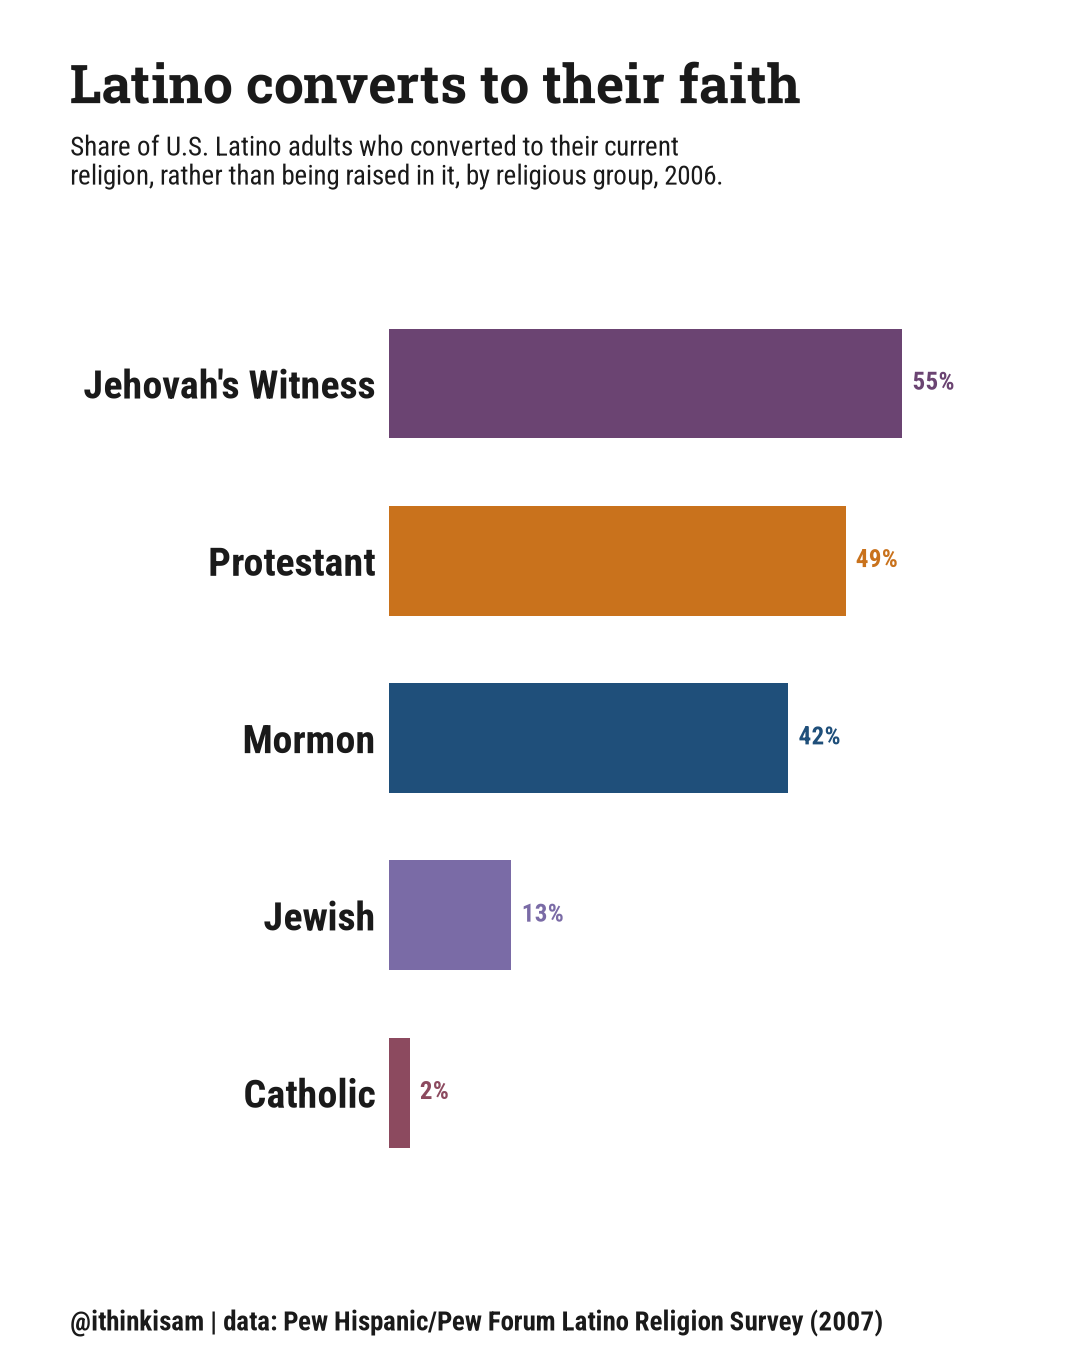 Latino converts to their faith
Share of U.S. Latino adults who converted to their current
religion, rather than being raised in it, by religious group, 2006.
Jehovah's Witness 55%
Protestant 49%
Mormon 42%
Jewish 13%
Catholic 2%
@ithinkisam | data: Pew Hispanic/Pew Forum Latino Religion Survey (2007)